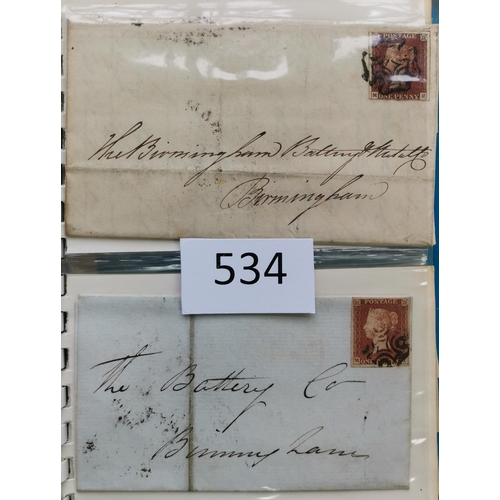 POSTAGE
ONE PENNY
The Birmingham Battery & Metal Co
Birmingham
534
POSTAGE
The Battery Co
Birmingham